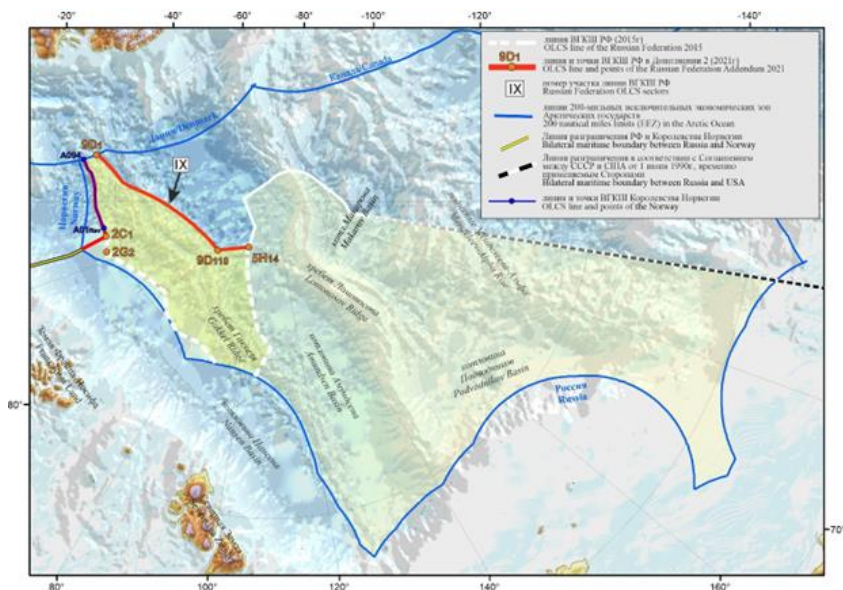 -20°
-40°
-60°
-80°
-100°
-120°
-140°
линия ВГКШ РФ (2015г)
OLCS line of the Russian Federation 2015
9D1
линия и точки ВГКШ РФ в Дополнении 2 (2021г)
OLCS line and points of the Russian Federation Addendum 2021
IX
номер участка линии ВГКШ РФ
Russian Federation OLCS sectors
линии 200-мильных исключительных экономических зон
Арктических государств
200 nautical miles limits (EEZ) in the Arctic Ocean
Линия разграничения РФ и Королевства Норвегии
Bilateral maritime boundary between Russia and Norway
Линия разграничения в соответствии с Соглашением
между СССР и США от 1 июня 1990г., временно
применяемым Сторонами
Bilateral maritime boundary between Russia and USA
линия и точки ВГКШ Королевства Норвегии
OLCS line and points of the Norway
Канада/Canada
Дания/Denmark
9D1
IX
Норвегия
Norway
2C1
2G2
9D118
5H14
хребет Гаккеля
Gakkel Ridge
хребет Ломоносова
Lomonosov Ridge
Makarov Basin
котловина Амундсена
Amundsen Basin
котловина
Подводников
Podvodnikov Basin
котловина Нансена
Nansen Basin
Россия
Russia
80°
70°
80°
100°
120°
140°
160°